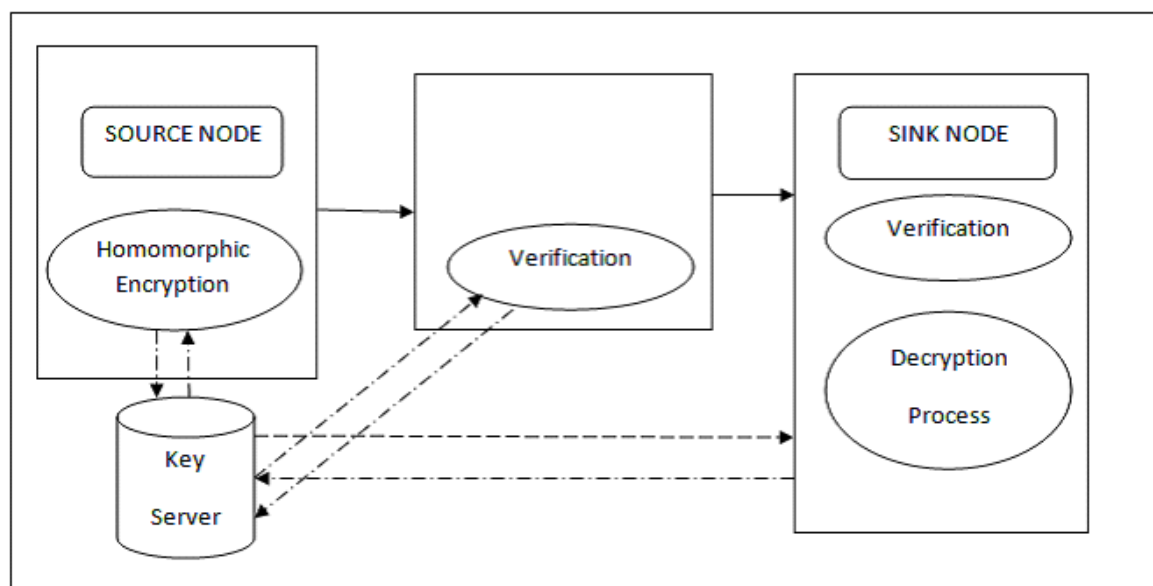 SOURCE NODE
Homomorphic
Encryption
Key
Server
Verification
SINK NODE
Verification
Decryption
Process